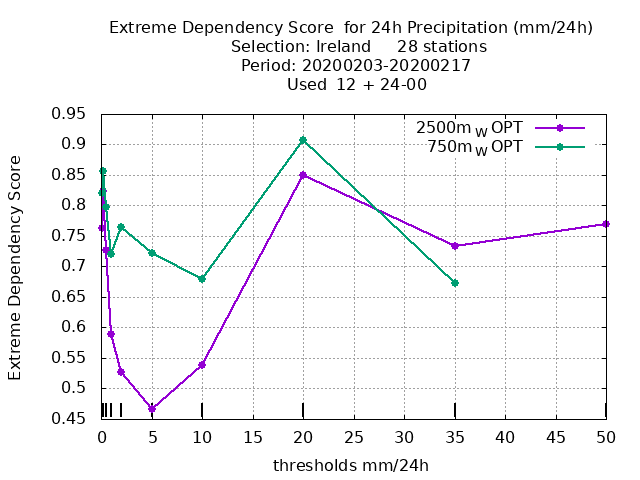 Extreme Dependency Score  for 24h Precipitation (mm/24h)
Selection: Ireland     28 stations
Period: 20200203-20200217
Used  12 + 24-00
Extreme Dependency Score
0.95
0.9
0.85
0.8
0.75
0.7
0.65
0.6
0.55
0.5
0.45
2500m W OPT
750m W OPT
0 5 10 15 20 25 30 35 40 45 50
thresholds mm/24h